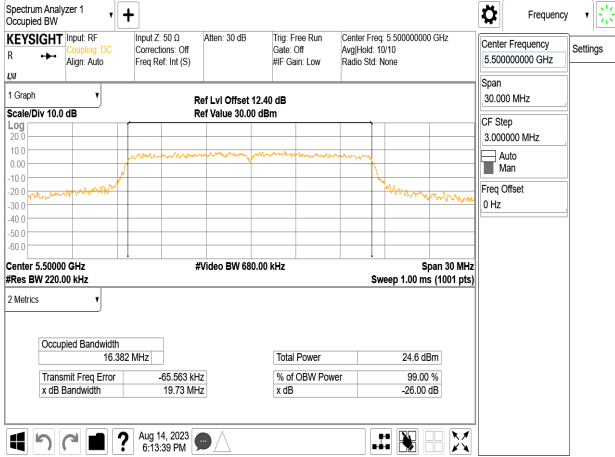 Spectrum Analyzer 1
Occupied BW
▼
+
Frequency ▼
KEYSIGHT
R
LXI
Input: RF
Coupling: DC
Align: Auto
Input Z: 50 Ω
Corrections: Off
Freq Ref: Int (S)
Atten: 30 dB
Trig: Free Run
Gate: Off
#IF Gain: Low
Center Freq: 5.500000000 GHz
Avg|Hold: 10/10
Radio Std: None
Center Frequency
5.500000000 GHz
Settings
Span
30.000 MHz
CF Step
3.000000 MHz
Auto
Man
Freq Offset
0 Hz
1 Graph ▼
Scale/Div 10.0 dB
Ref Lvl Offset 12.40 dB
Ref Value 30.00 dBm
Log
20.0
10.0
0.00
-10.0
-20.0
-30.0
-40.0
-50.0
-60.0
Center 5.50000 GHz
#Video BW 680.00 kHz
Span 30 MHz
#Res BW 220.00 kHz
Sweep 1.00 ms (1001 pts)
2 Metrics ▼
Occupied Bandwidth
16.382 MHz
Total Power 24.6 dBm
Transmit Freq Error -65.563 kHz
% of OBW Power 99.00 %
x dB Bandwidth 19.73 MHz
x dB -26.00 dB
?
Aug 14, 2023
6:13:39 PM